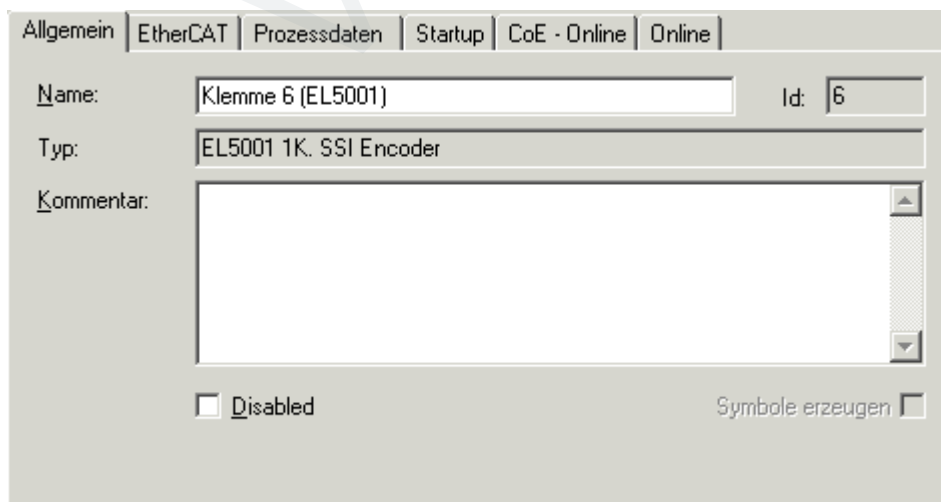 Allgemein EtherCAT Prozessdaten Startup CoE - Online Online
Name: Klemme 6 (EL5001) Id: 6
Typ: EL5001 1K. SSI Encoder
Kommentar:
Disabled Symbole erzeugen